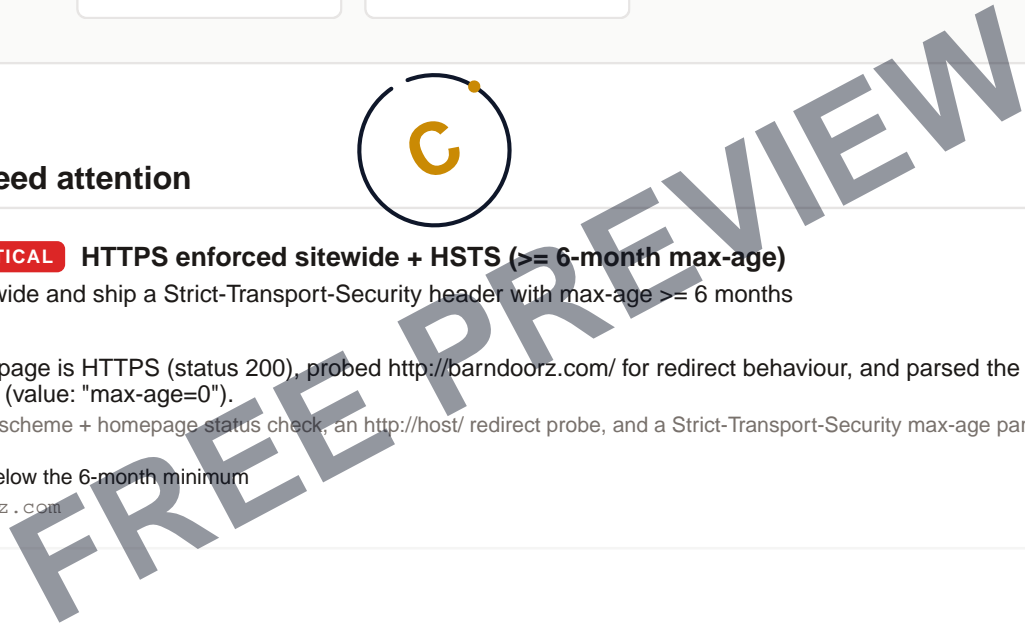 C
eed attention
TICAL HTTPS enforced sitewide + HSTS (>= 6-month max-age)
wide and ship a Strict-Transport-Security header with max-age >= 6 months
page is HTTPS (status 200), probed http://barndoorz.com/ for redirect behaviour, and parsed the
(value: "max-age=0").
scheme + homepage status check, an http://host/ redirect probe, and a Strict-Transport-Security max-age par
elow the 6-month minimum
z.com
FREE PREVIEW